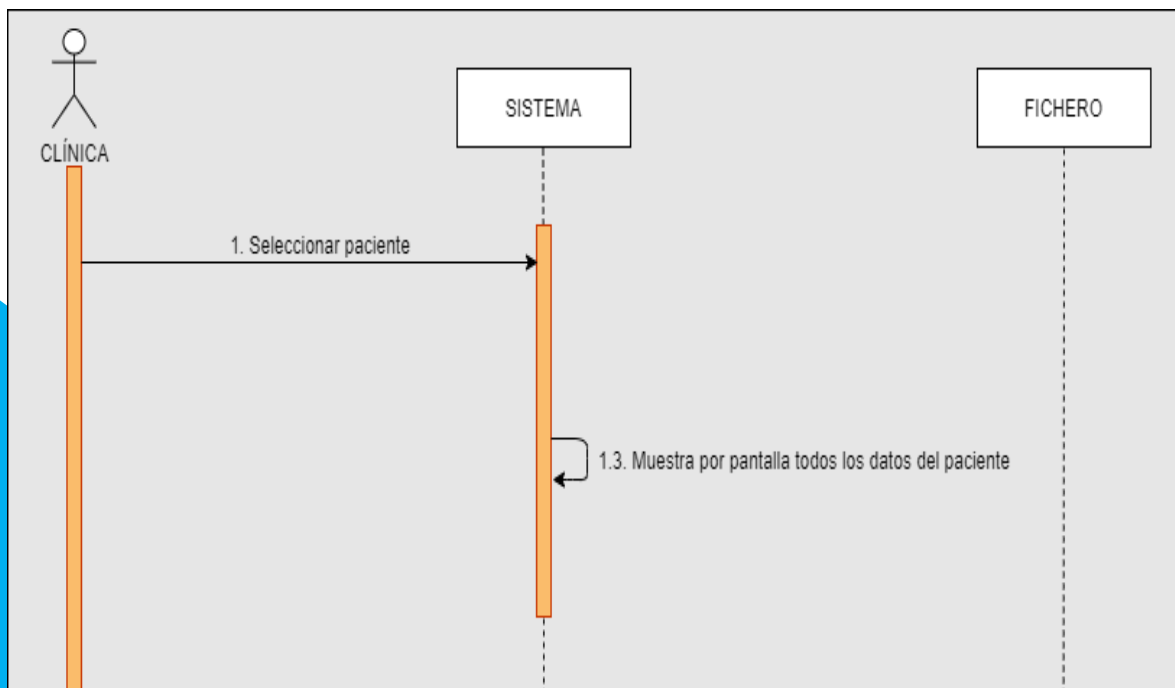 CLÍNICA
SISTEMA
FICHERO
1. Seleccionar paciente
1.3. Muestra por pantalla todos los datos del paciente